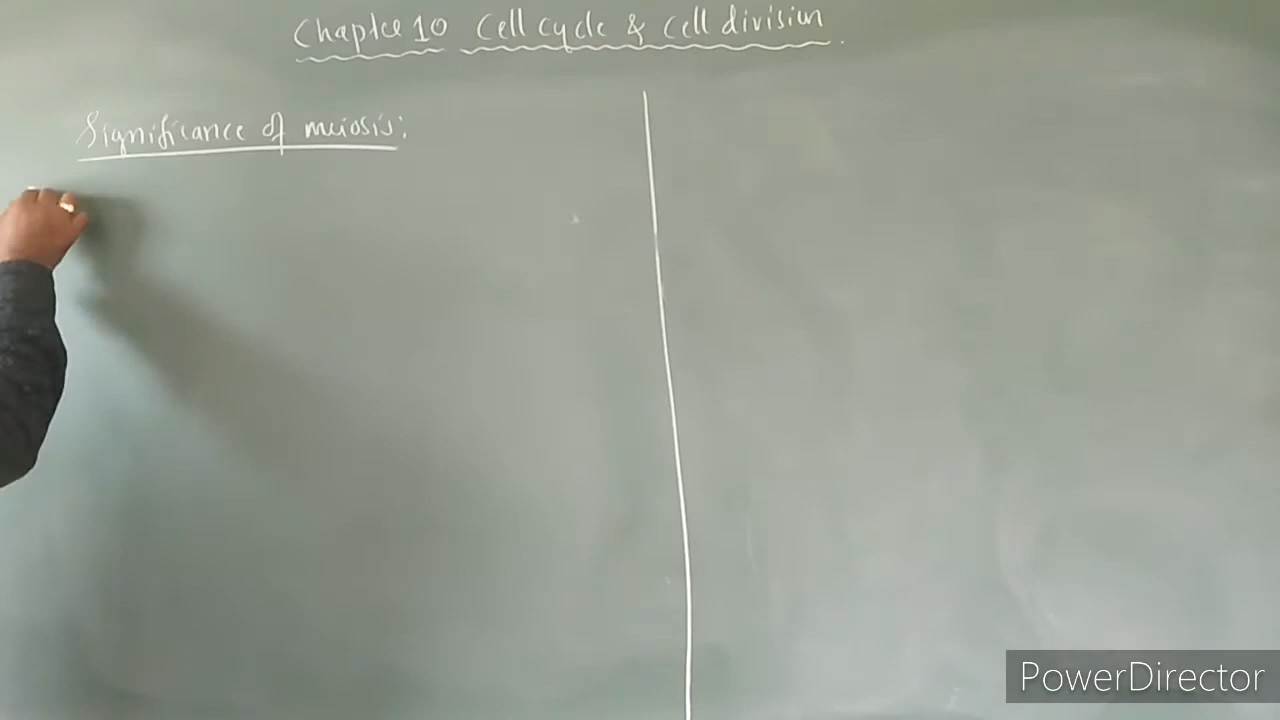 Chapter 10 Cell cycle & cell division.
Significance of meiosis:
PowerDirector